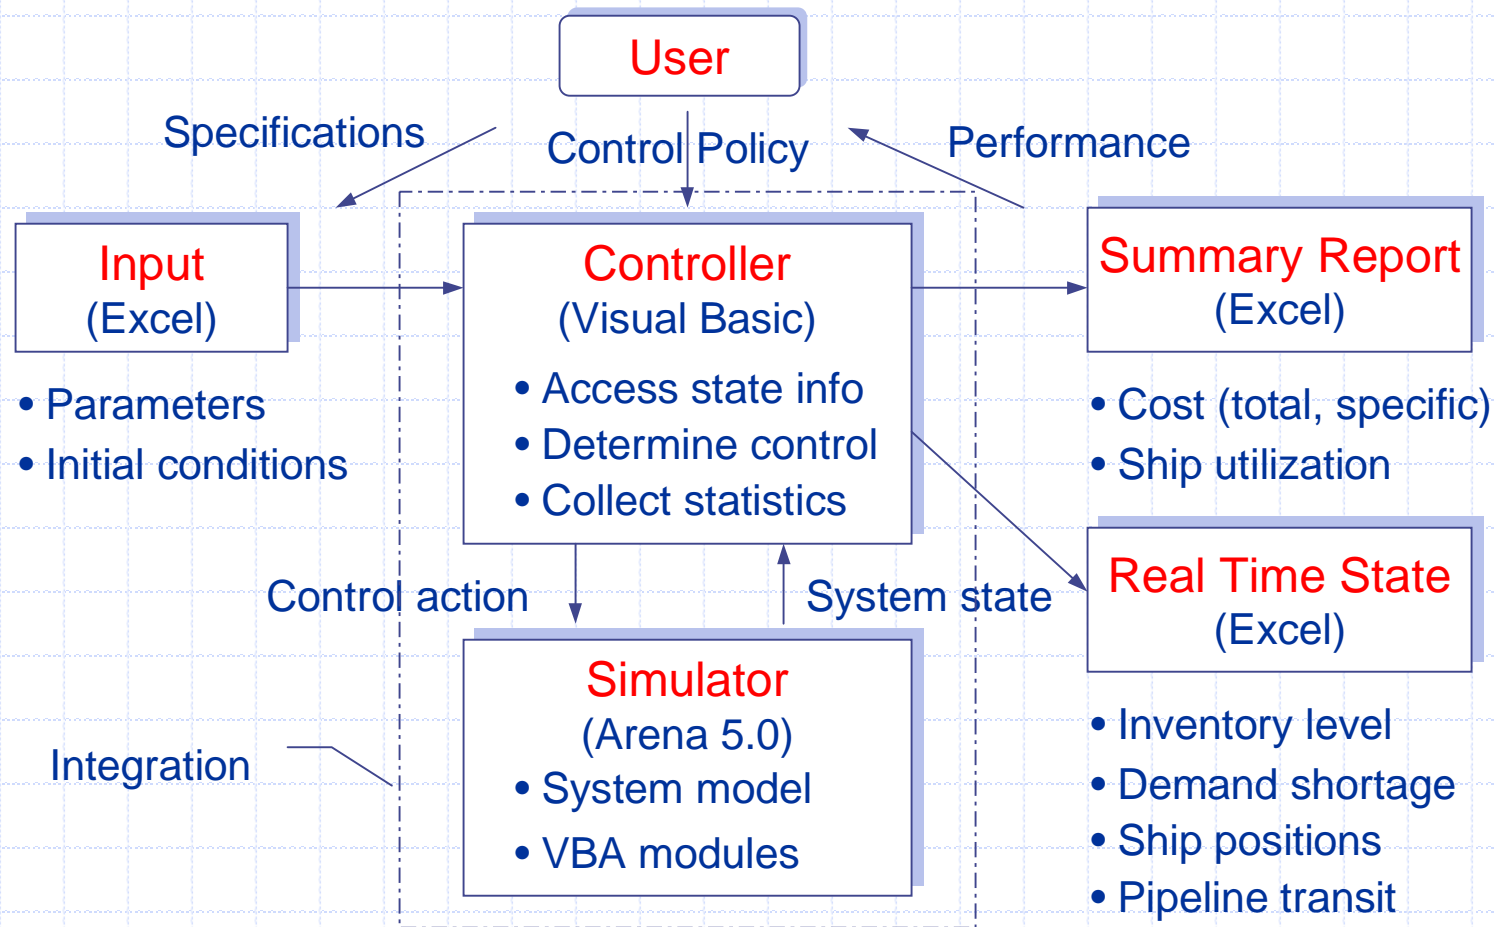 User
Specifications
Control Policy
Performance
Input
(Excel)
• Parameters
• Initial conditions
Controller
(Visual Basic)
• Access state info
• Determine control
• Collect statistics
Summary Report
(Excel)
• Cost (total, specific)
• Ship utilization
Control action
System state
Real Time State
(Excel)
• Inventory level
• Demand shortage
• Ship positions
• Pipeline transit
Simulator
(Arena 5.0)
• System model
• VBA modules
Integration